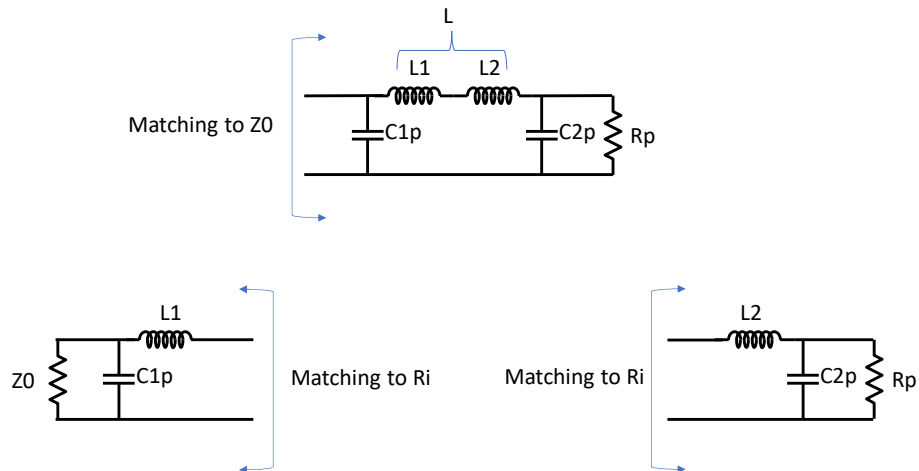 L
L1
L2
Matching to Z0
C1p
C2p
Rp
L1
Z0
C1p
Matching to Ri
Matching to Ri
L2
C2p
Rp